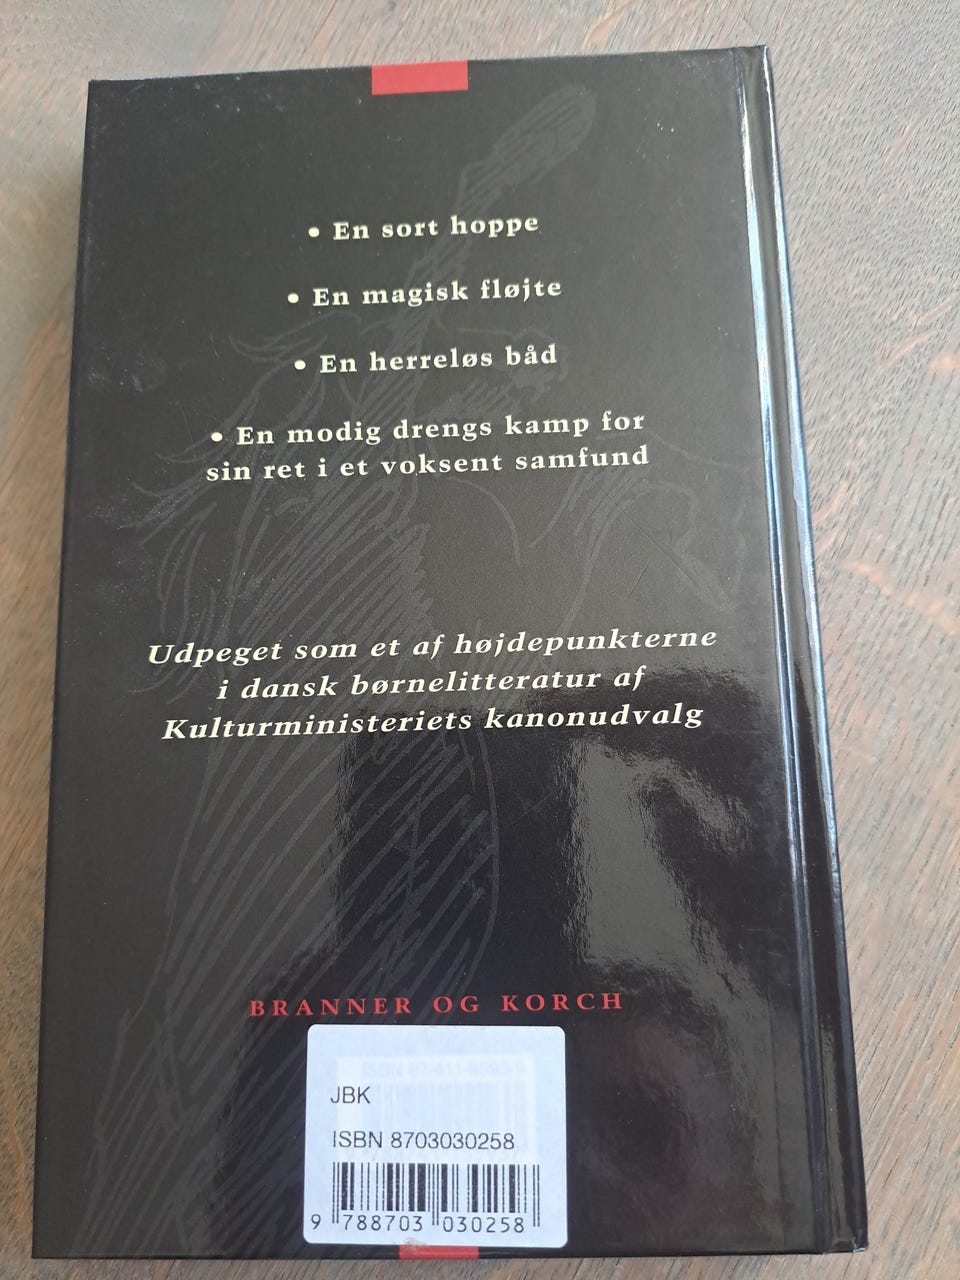 • En sort hoppe
• En magisk fløjte
• En herreløs båd
• En modig drengs kamp for
sin ret i et voksent samfund
Udpeget som et af højdepunkterne
i dansk børnelitteratur af
Kulturministeriets kanonudvalg
BRANNER OG KORCH
JBK
ISBN 8703030258
9 788703 030258